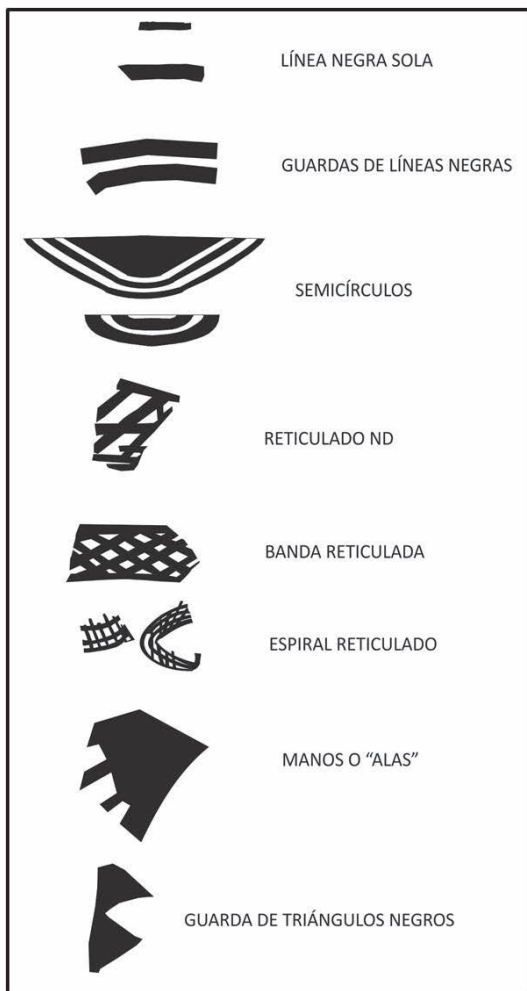 LÍNEA NEGRA SOLA
GUARDAS DE LÍNEAS NEGRAS
SEMICÍRCULOS
RETICULADO ND
BANDA RETICULADA
ESPIRAL RETICULADO
MANOS O “ALAS”
GUARDA DE TRIÁNGULOS NEGROS